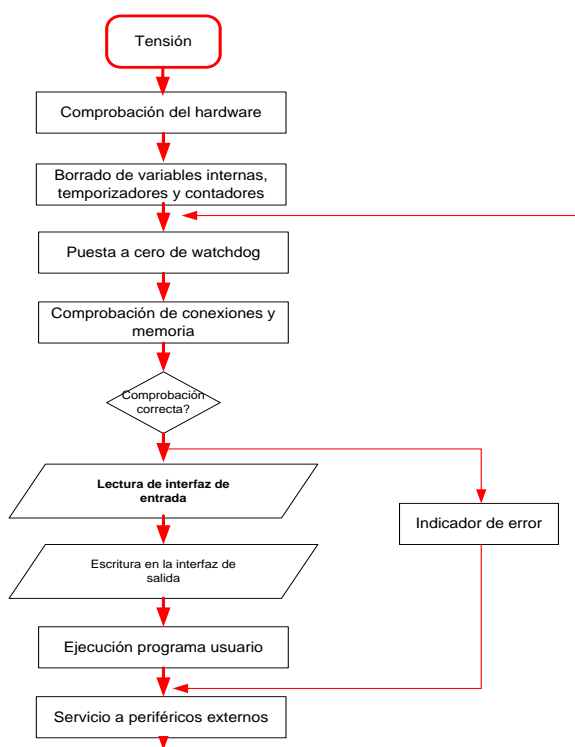 Tensión
Comprobación del hardware
Borrado de variables internas,
temporizadores y contadores
Puesta a cero de watchdog
Comprobación de conexiones y
memoria
Comprobación
correcta?
Lectura de interfaz de
entrada
Indicador de error
Escritura en la interfaz de
salida
Ejecución programa usuario
Servicio a periféricos externos